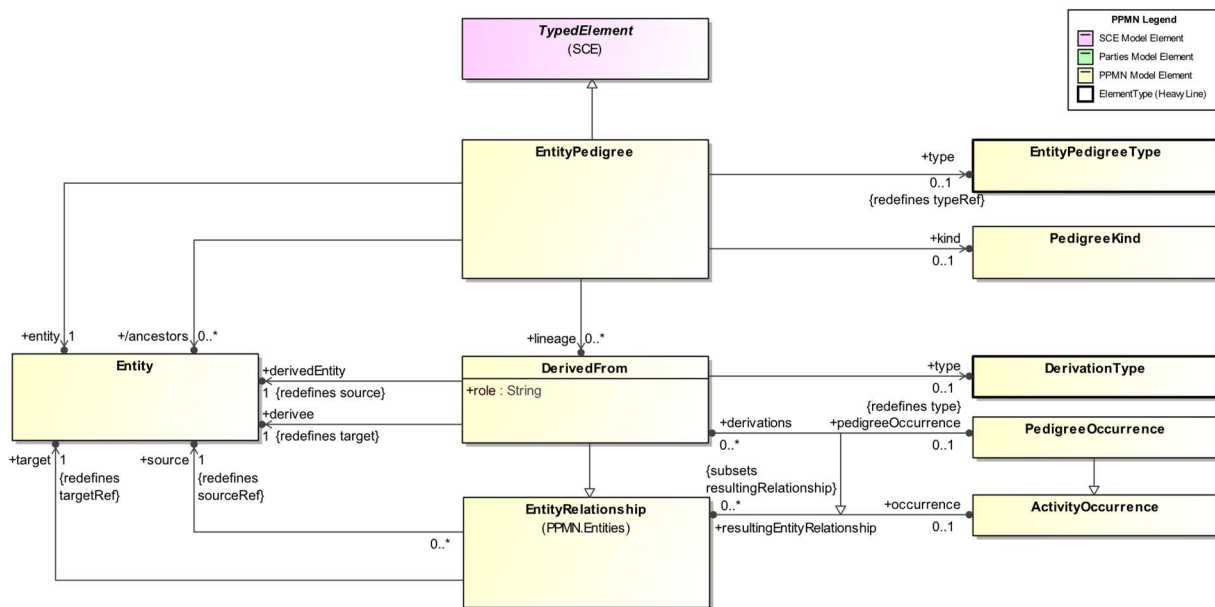 TypedElement
(SCE)
PPMN Legend
SCE Model Element
Parties Model Element
PPMN Model Element
ElementType (Heavy Line)
EntityPedigree
+type
0..1
{redefines typeRef}
EntityPedigreeType
+kind
0..1
PedigreeKind
+entity 1
+/ancestors 0..*
+lineage 0..*
Entity
+derivedEntity
1 {redefines source}
+derivee
1 {redefines target}
DerivedFrom
+role : String
+type
0..1
{redefines type}
DerivationType
+derivations
0..*
{subsets
resultingRelationship}
+pedigreeOccurrence
0..1
PedigreeOccurrence
+target 1
{redefines
targetRef}
+source 1
{redefines
sourceRef}
0..*
EntityRelationship
(PPMN.Entities)
0..*
+resultingEntityRelationship
+occurrence
0..1
ActivityOccurrence